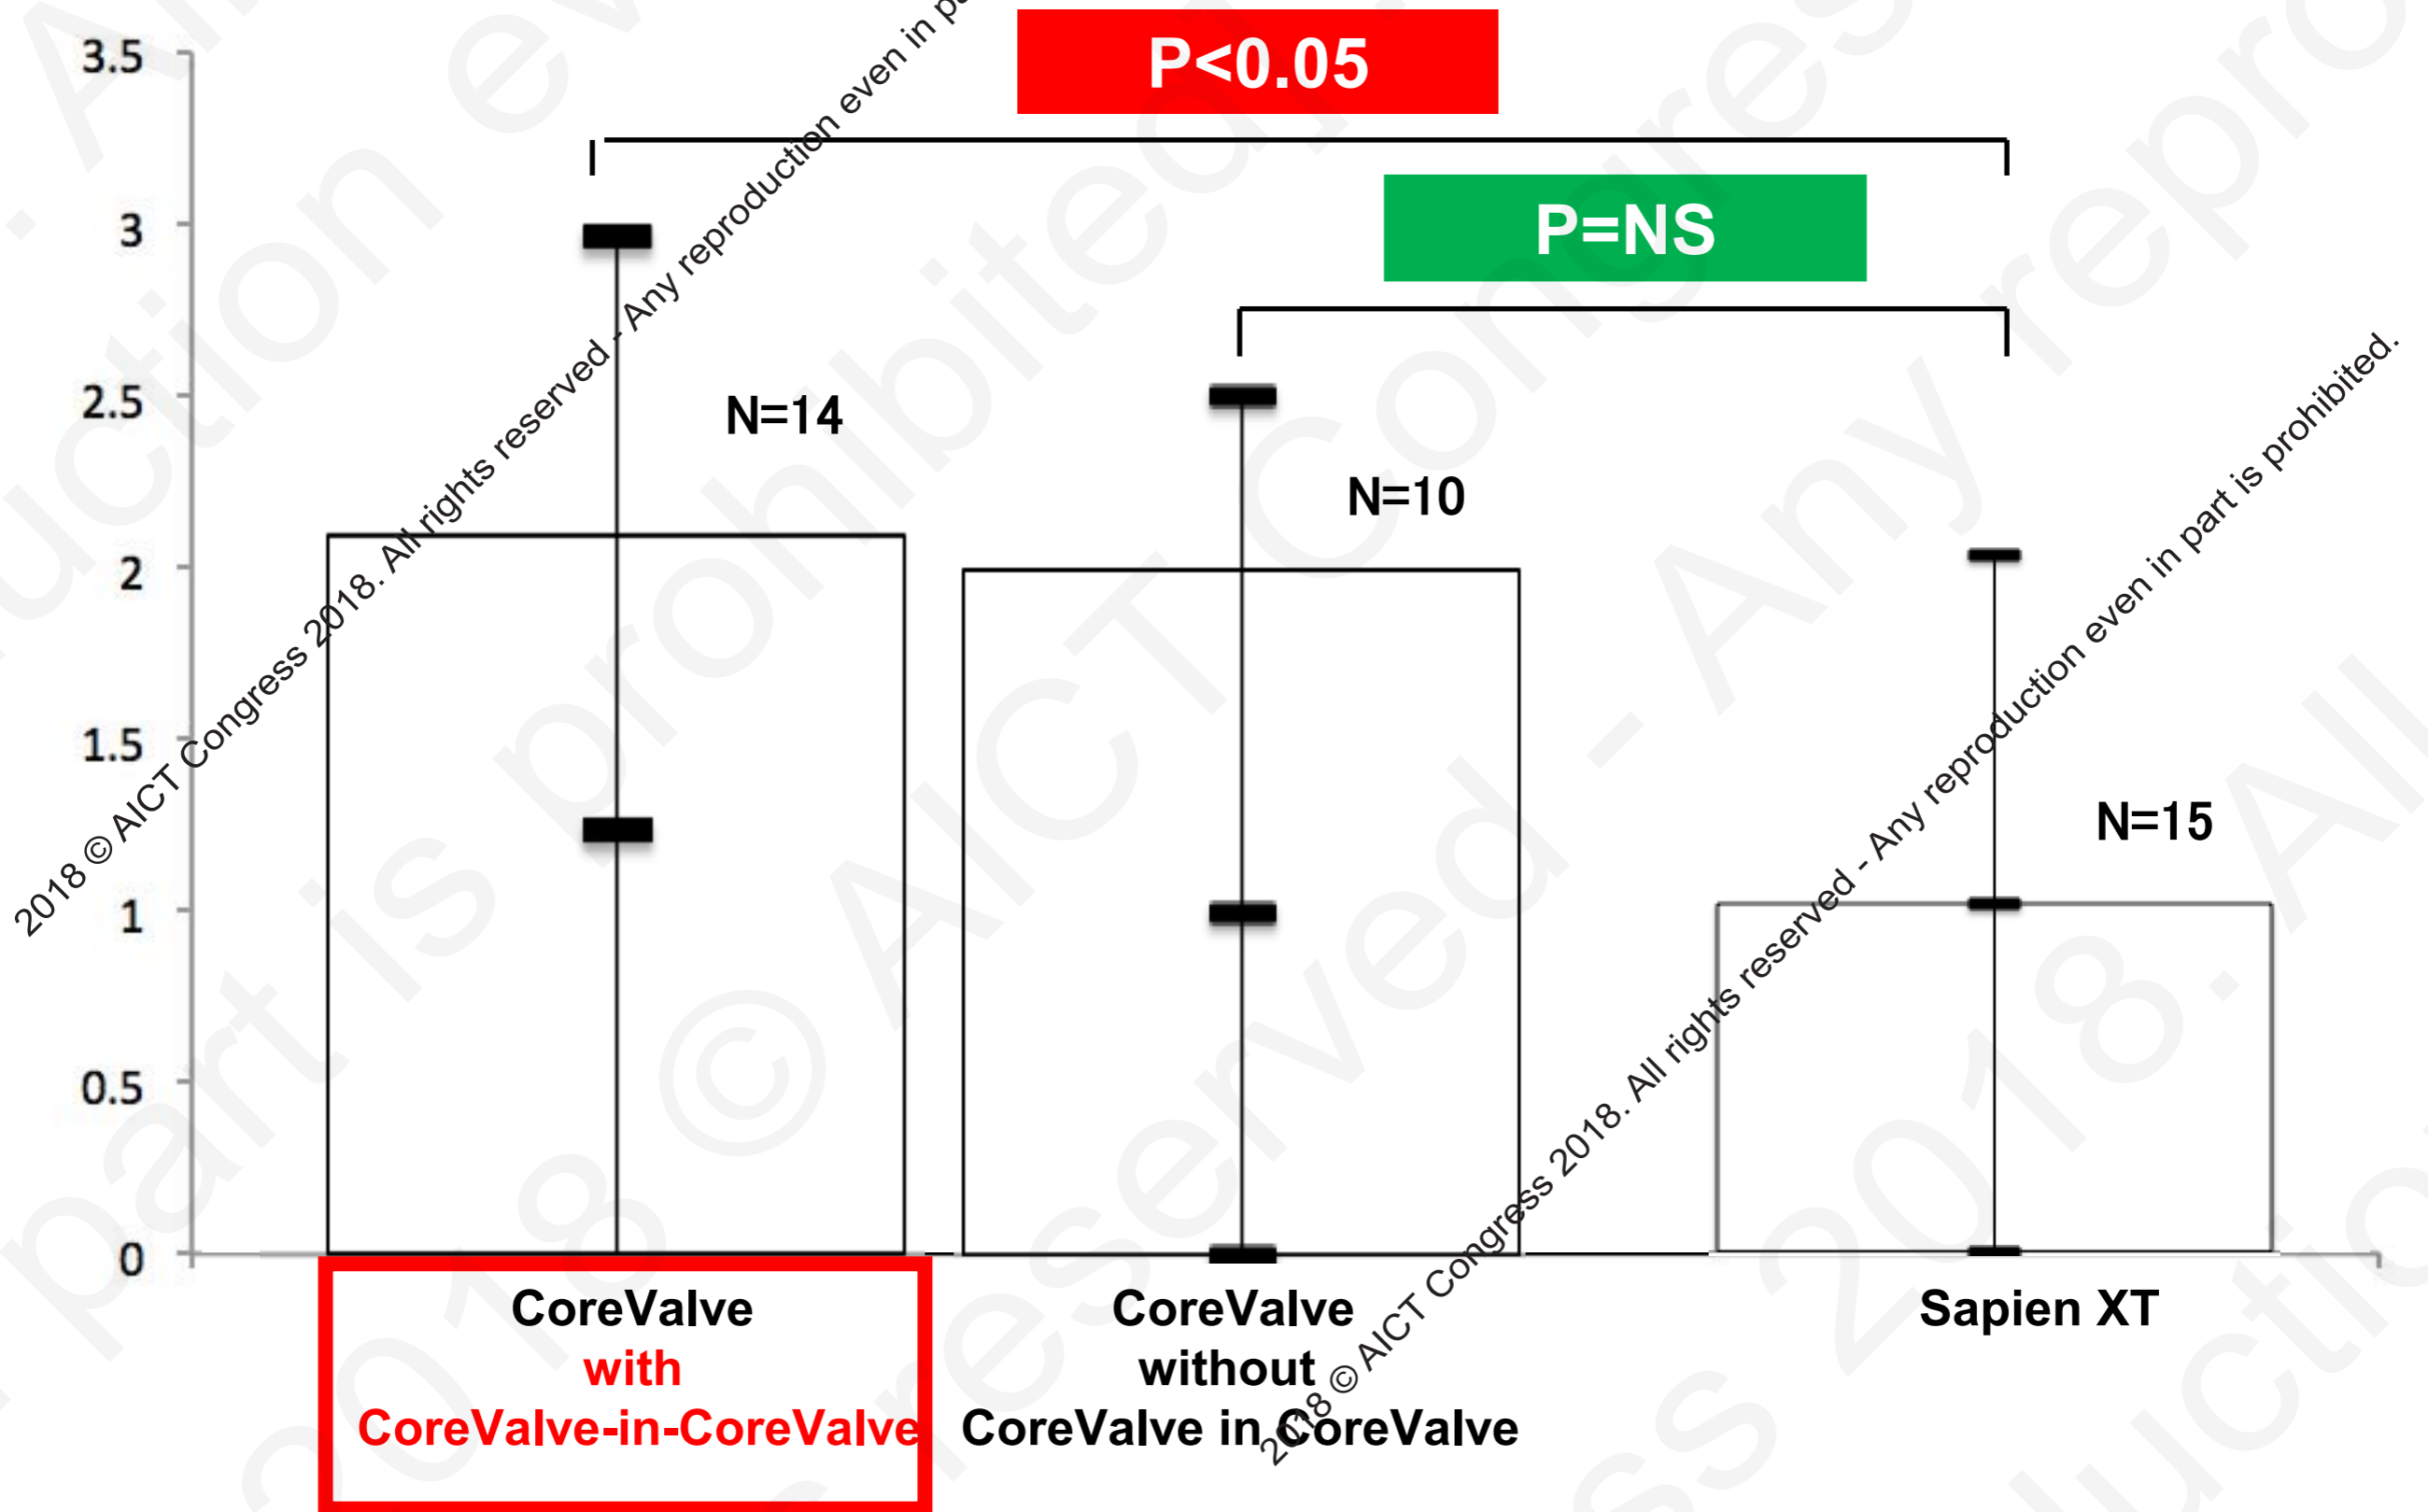 P<0.05
3.5
P=NS
3
N=14
2.5
N=10
2
1.5
N=15
1
0.5
0
CoreValve
with
CoreValve-in-CoreValve
CoreValve
without
CoreValve in CoreValve
Sapien XT
2018 © AICT Congress 2018. All rights reserved - Any reproduction even in pa
2018 © AICT Congress 2018. All rights reserved - Any reproduction even in part is prohibited.